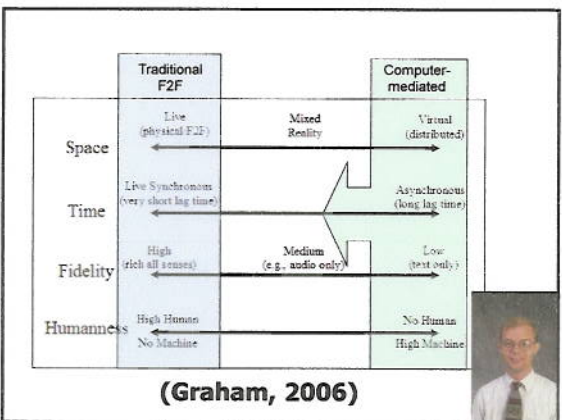 Traditional
F2F
Computer-
mediated
Space
Live
(physical F2F)
Mixed
Reality
Virtual
(distributed)
Time
Live Synchronous
(very short lag time)
Asynchronous
(long lag time)
Fidelity
High
(rich all senses)
Medium
(e.g., audio only)
Low
(text only)
Humanness
High Human
No Machine
No Human
High Machine
(Graham, 2006)